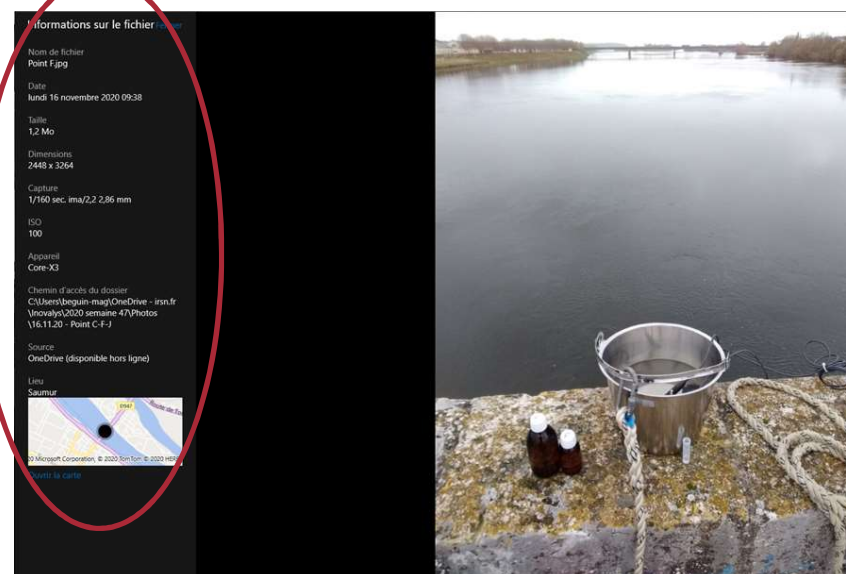 Informations sur le fichier Fermer
Nom de fichier
Point F.jpg
Date
lundi 16 novembre 2020 09:38
Taille
1,2 Mo
Dimensions
2448 x 3264
Capture
1/160 sec. ima/2,2 2,86 mm
ISO
100
Appareil
Core-X3
Chemin d'accès du dossier
C:\Users\beguin-mag\OneDrive - irsn.fr
\Inovalys\2020 semaine 47\Photos
\16.11.20 - Point C-F-J
Source
OneDrive (disponible hors ligne)
Lieu
Saumur
D947
Microsoft Corporation, © 2020 TomTom © 2020 HERE
Ouvrir la carte